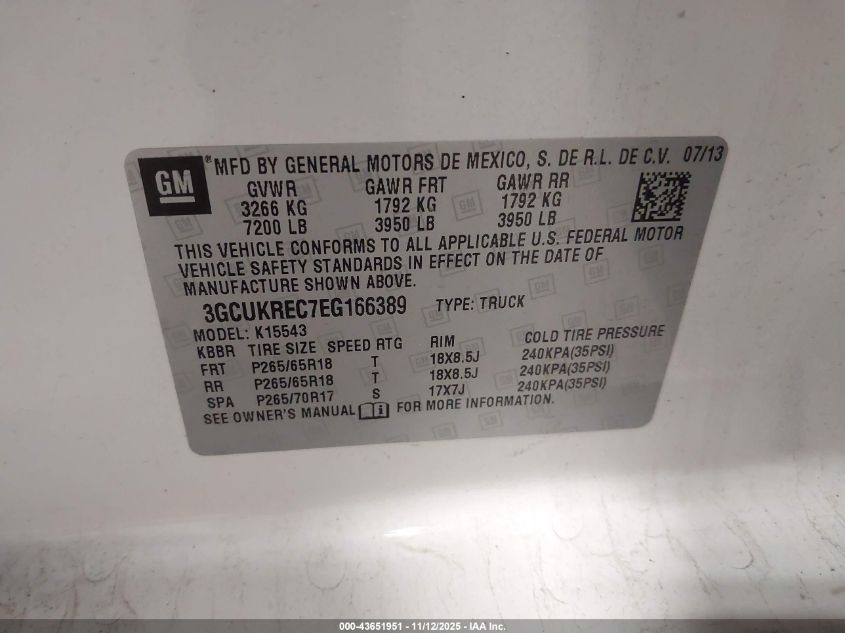 GM ® MFD BY GENERAL MOTORS DE MEXICO, S. DE R.L. DE C.V. 07/13
GVWR GAWR FRT GAWR RR
3266 KG 1792 KG 1792 KG
7200 LB 3950 LB 3950 LB
THIS VEHICLE CONFORMS TO ALL APPLICABLE U.S. FEDERAL MOTOR
VEHICLE SAFETY STANDARDS IN EFFECT ON THE DATE OF
MANUFACTURE SHOWN ABOVE.
3GCUKREC7EG166389 TYPE: TRUCK
MODEL: K15543
KBBR TIRE SIZE SPEED RTG RIM COLD TIRE PRESSURE
FRT P265/65R18 T 18X8.5J 240KPA(35PSI)
RR P265/65R18 T 18X8.5J 240KPA(35PSI)
SPA P265/70R17 S 17X7J 240KPA(35PSI)
SEE OWNER'S MANUAL FOR MORE INFORMATION.
000-43651951 - 11/12/2025 - IAA Inc.